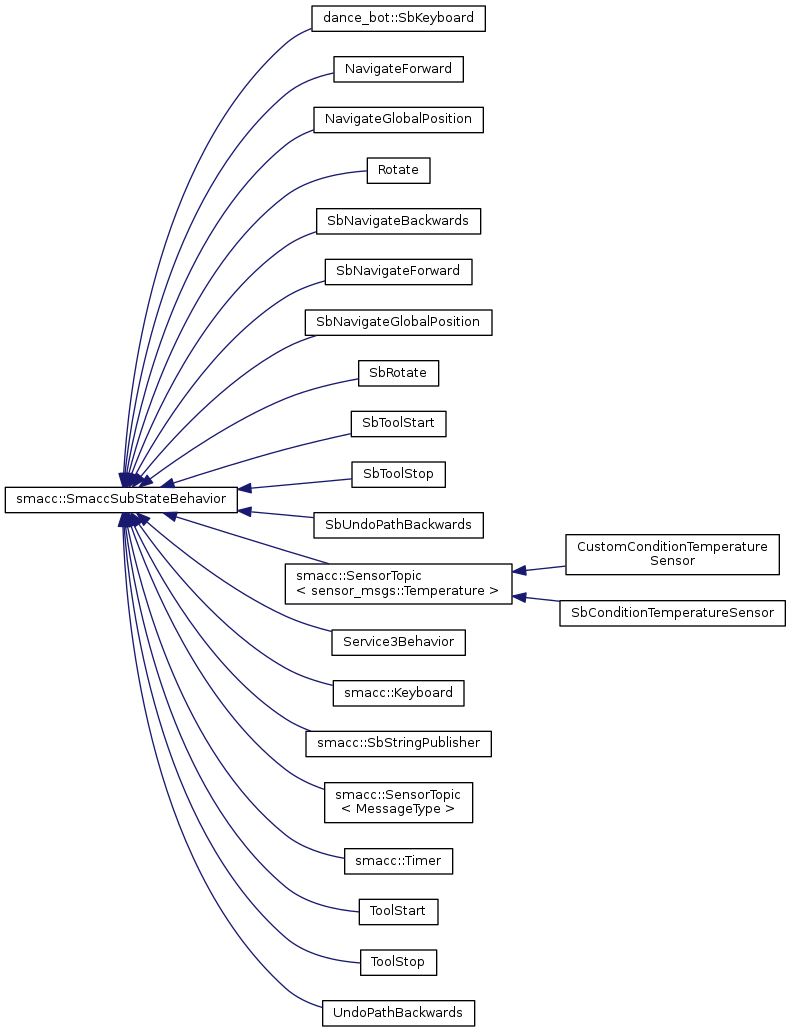 dance_bot::SbKeyboard
NavigateForward
NavigateGlobalPosition
Rotate
SbNavigateBackwards
SbNavigateForward
SbNavigateGlobalPosition
SbRotate
SbToolStart
SbToolStop
smacc::SmaccSubStateBehavior
SbUndoPathBackwards
CustomConditionTemperature
Sensor
smacc::SensorTopic
< sensor_msgs::Temperature >
SbConditionTemperatureSensor
Service3Behavior
smacc::Keyboard
smacc::SbStringPublisher
smacc::SensorTopic
< MessageType >
smacc::Timer
ToolStart
ToolStop
UndoPathBackwards